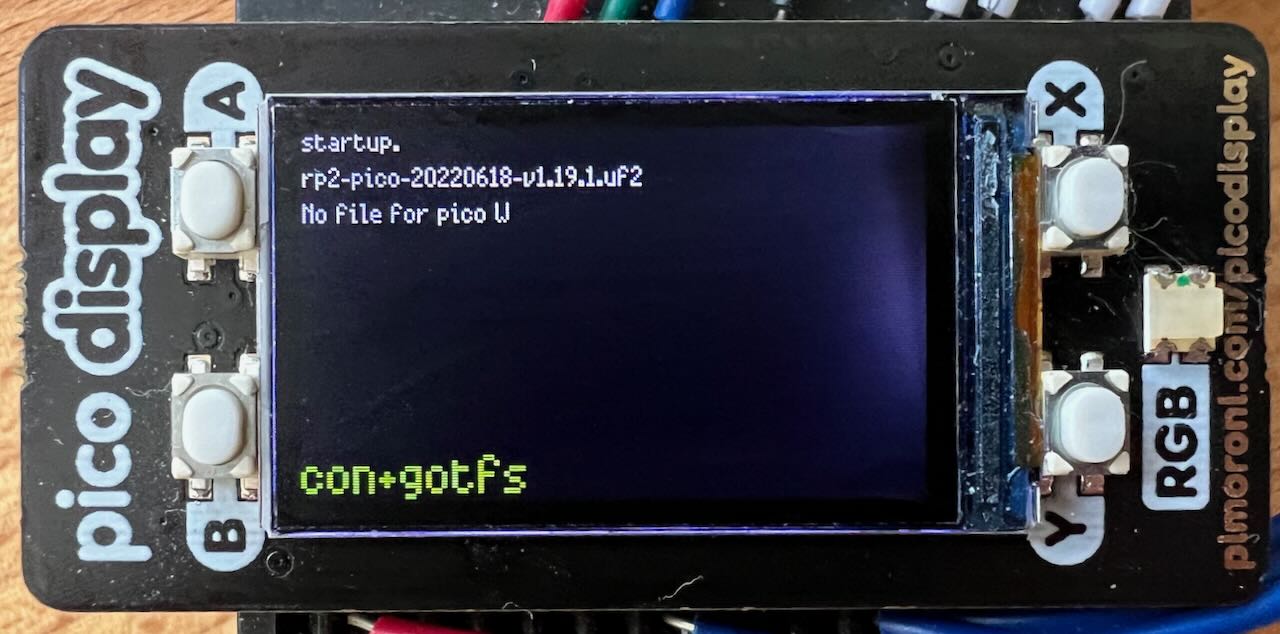 pico display
A
B
startup.
rp2-pico-20220618-v1.19.1.uf2
No file for pico W
con+gotfs
X
Y
RGB
pimoroni.com/picodisplay